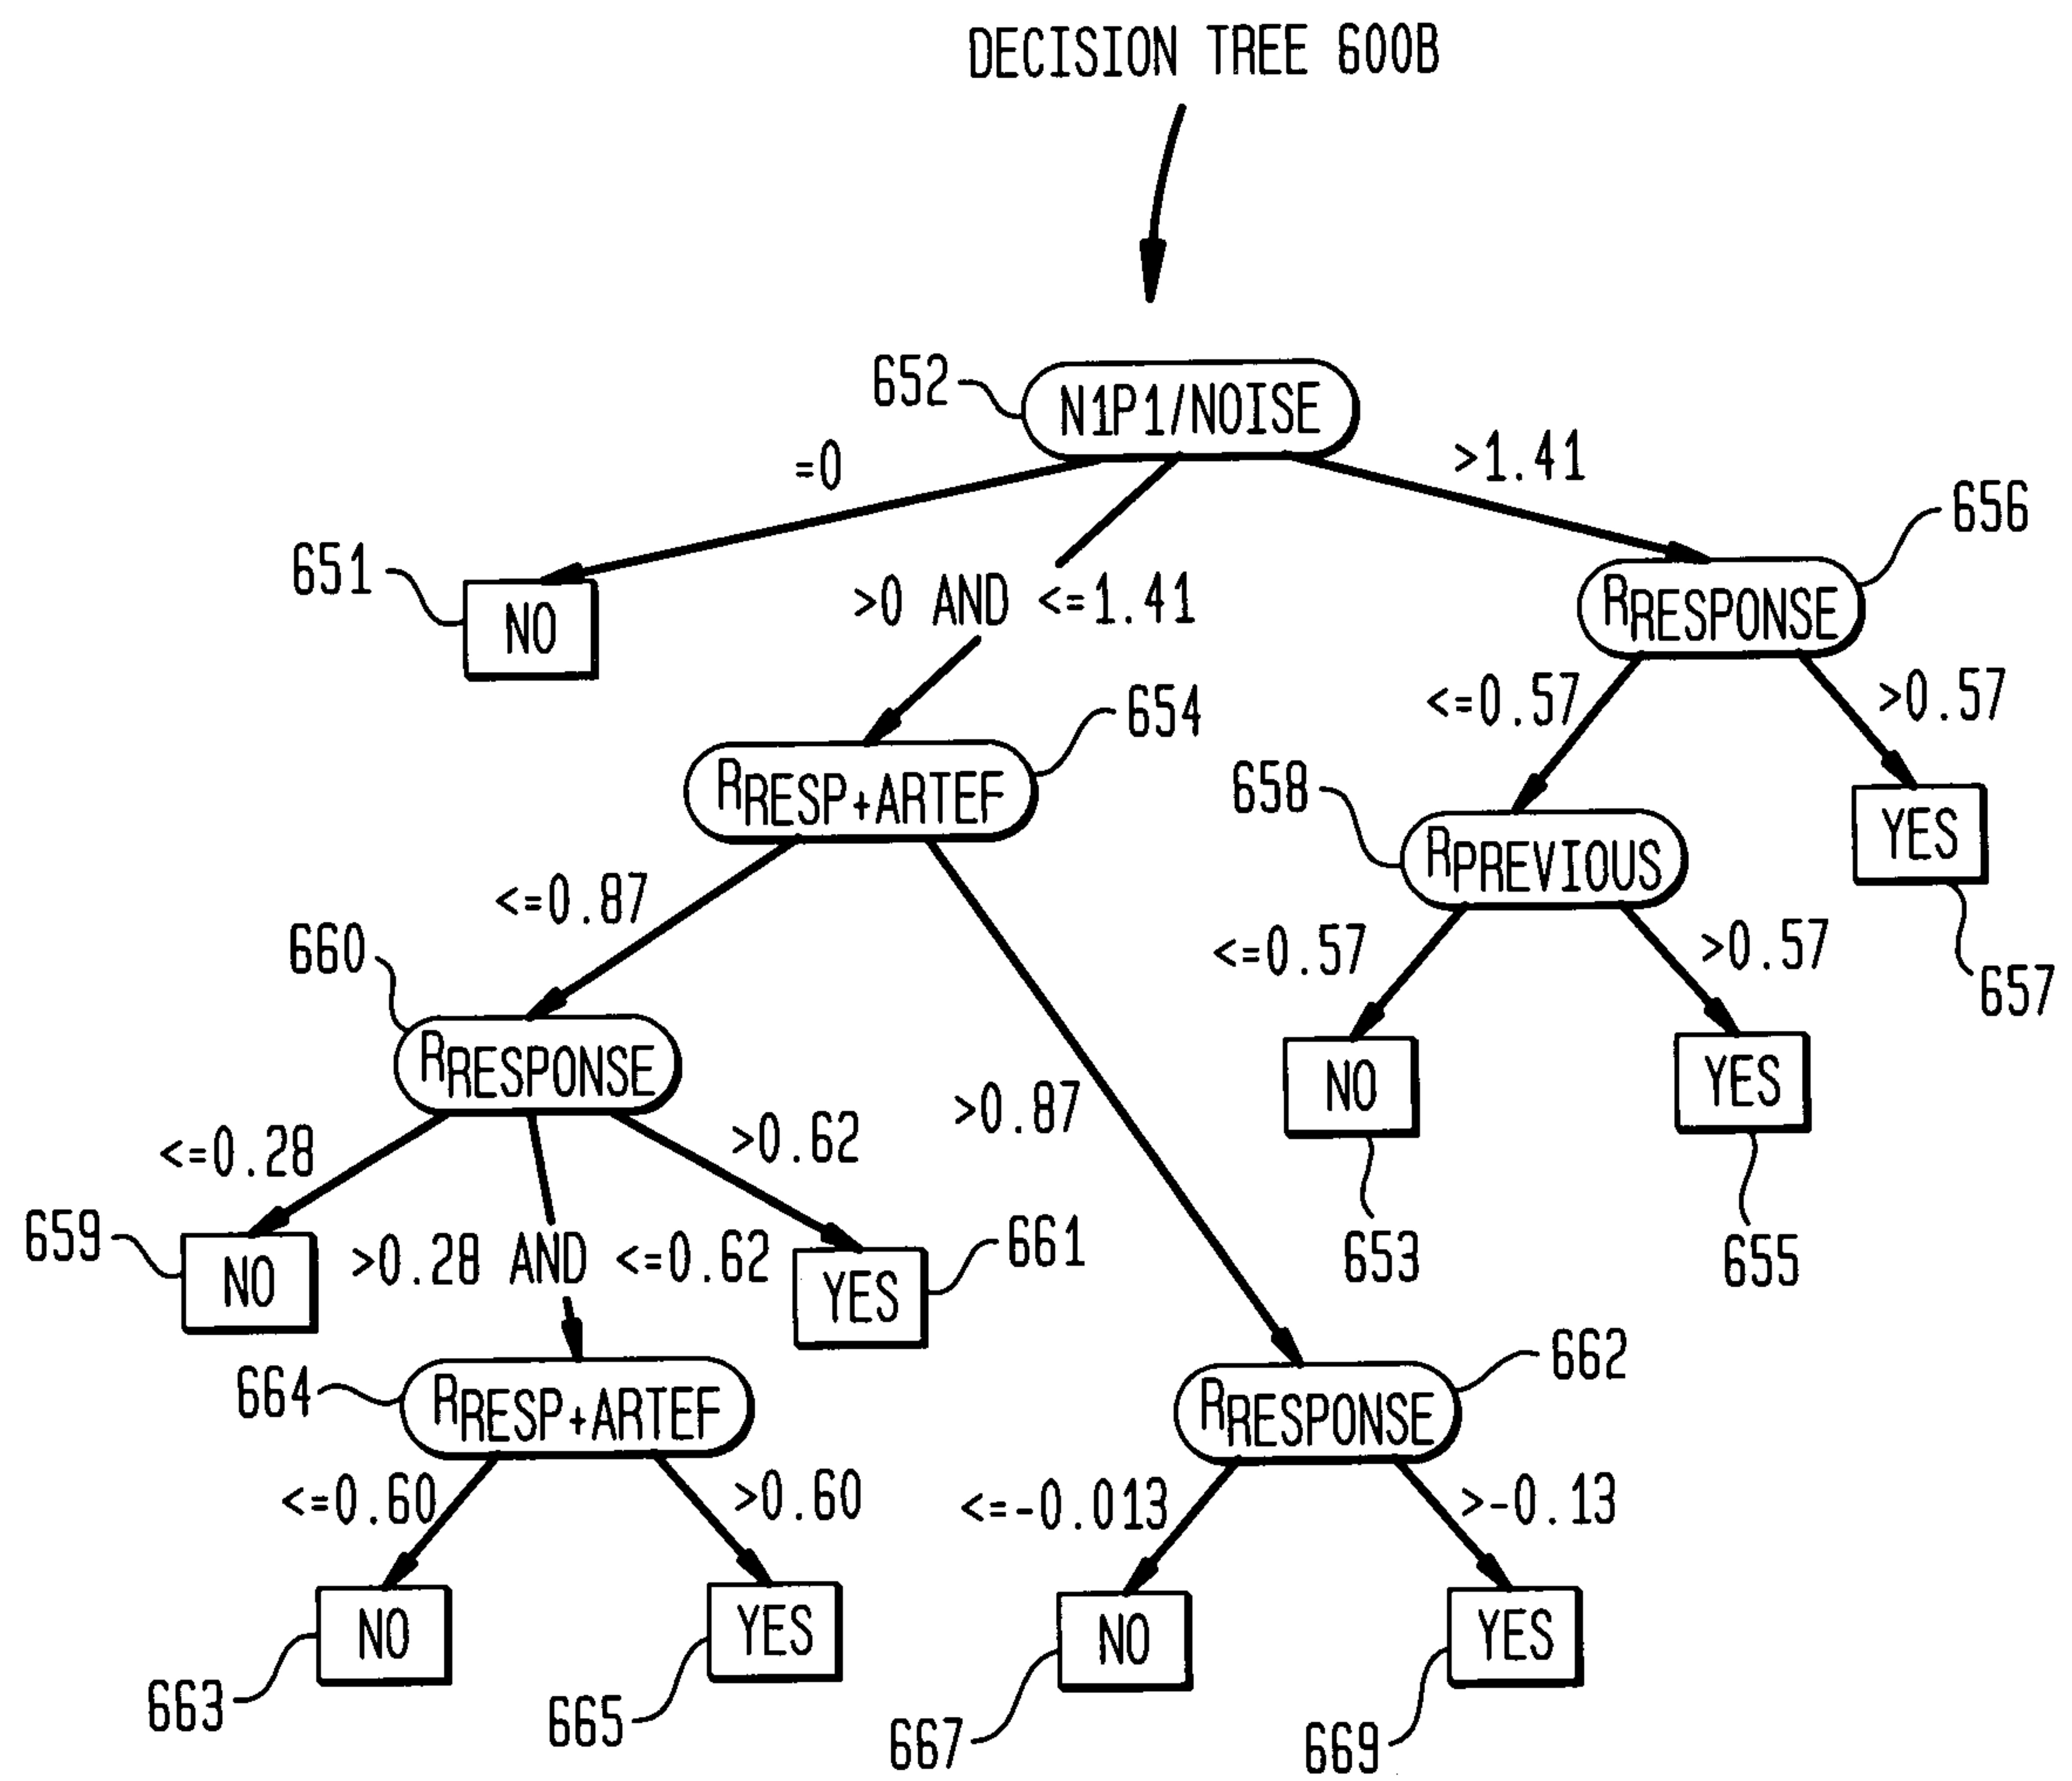 DECISION TREE 600B
652
N1P1/NOISE
=0
>1.41
656
651
NO
>0 AND <=1.41
RRESPONSE
654
<=0.57
>0.57
RRESP+ARTEF
658
RPREVIOUS
YES
657
<=0.87
660
<=0.57
>0.57
RRESPONSE
>0.87
NO
YES
653
655
<=0.28
>0.62
659
NO
>0.28 AND <=0.62
YES
661
664
RRESP+ARTEF
662
RRESPONSE
<=0.60
>0.60
<=-0.013
>-0.13
NO
YES
NO
YES
663
665
667
669